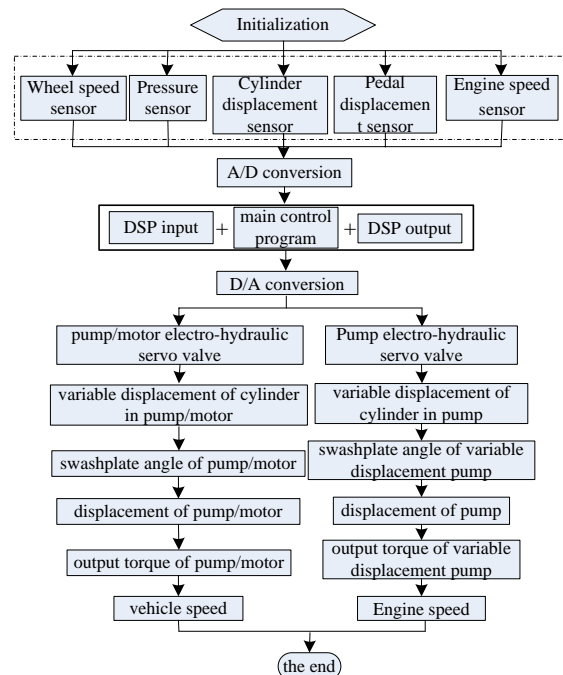 Initialization
Wheel speed
sensor
Pressure
sensor
Cylinder
displacement
sensor
Pedal
displacemen
t sensor
Engine speed
sensor
A/D conversion
DSP input
+
main control
program
+
DSP output
D/A conversion
pump/motor electro-hydraulic
servo valve
Pump electro-hydraulic
servo valve
variable displacement of cylinder
in pump/motor
variable displacement of
cylinder in pump
swashplate angle of pump/motor
swashplate angle of variable
displacement pump
displacement of pump/motor
displacement of pump
output torque of pump/motor
output torque of variable
displacement pump
vehicle speed
Engine speed
the end